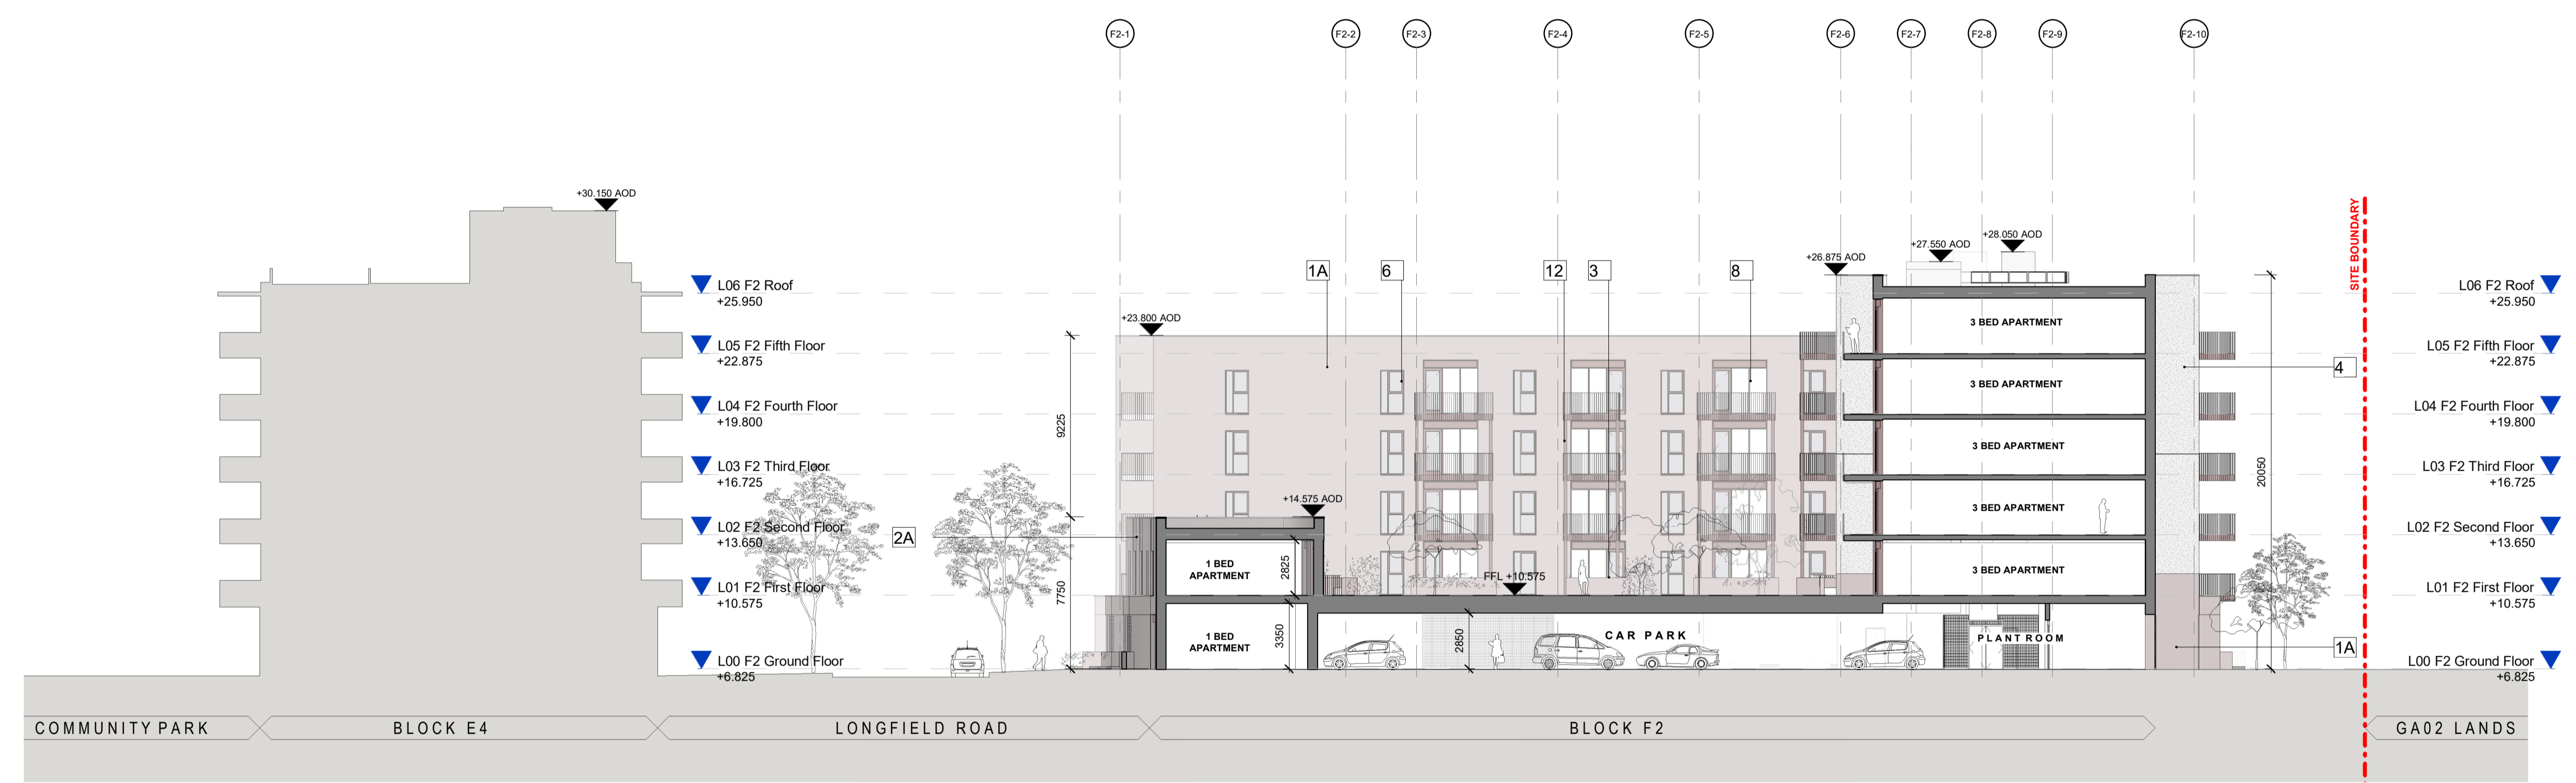 F2-1
F2-2
F2-3
F2-4
F2-5
F2-6
F2-7
F2-8
F2-9
F2-10
+30.150 AOD
SITE BOUNDARY
+28.050 AOD
+27.550 AOD
+26.875 AOD
1A
6
12
3
8
L06 F2 Roof
+25.950
L06 F2 Roof
+25.950
+23.800 AOD
3 BED APARTMENT
L05 F2 Fifth Floor
+22.875
L05 F2 Fifth Floor
+22.875
4
3 BED APARTMENT
L04 F2 Fourth Floor
+19.800
L04 F2 Fourth Floor
+19.800
9225
3 BED APARTMENT
L03 F2 Third Floor
+16.725
L03 F2 Third Floor
+16.725
20050
+14.575 AOD
3 BED APARTMENT
L02 F2 Second Floor
+13.650
L02 F2 Second Floor
+13.650
2A
1 BED
APARTMENT
2825
FFL +10.575
3 BED APARTMENT
L01 F2 First Floor
+10.575
L01 F2 First Floor
+10.575
7750
1 BED
APARTMENT
3350
2850
CAR PARK
PLANT ROOM
1A
L00 F2 Ground Floor
+6.825
L00 F2 Ground Floor
+6.825
COMMUNITY PARK
BLOCK E4
LONGFIELD ROAD
BLOCK F2
GA02 LANDS